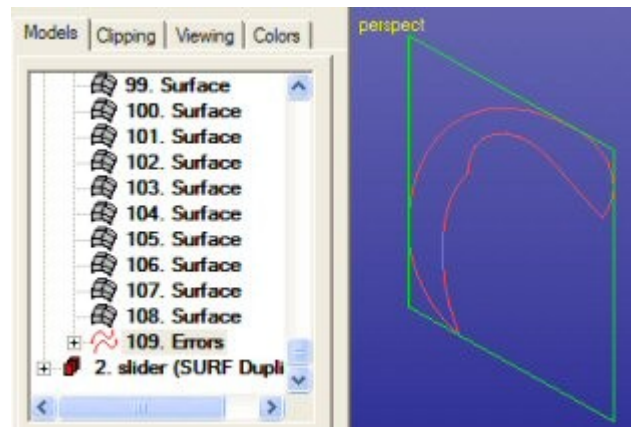 Models Clipping Viewing Colors
perspect
99. Surface
100. Surface
101. Surface
102. Surface
103. Surface
104. Surface
105. Surface
106. Surface
107. Surface
108. Surface
109. Errors
2. slider (SURF Dupli